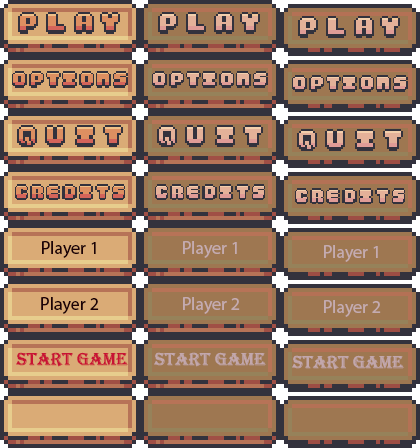 PLAY PLAY PLAY
OPTIONS OPTIONS OPTIONS
QUIT QUIT QUIT
CREDITS CREDITS CREDITS
Player 1 Player 1 Player 1
Player 2 Player 2 Player 2
START GAME START GAME START GAME